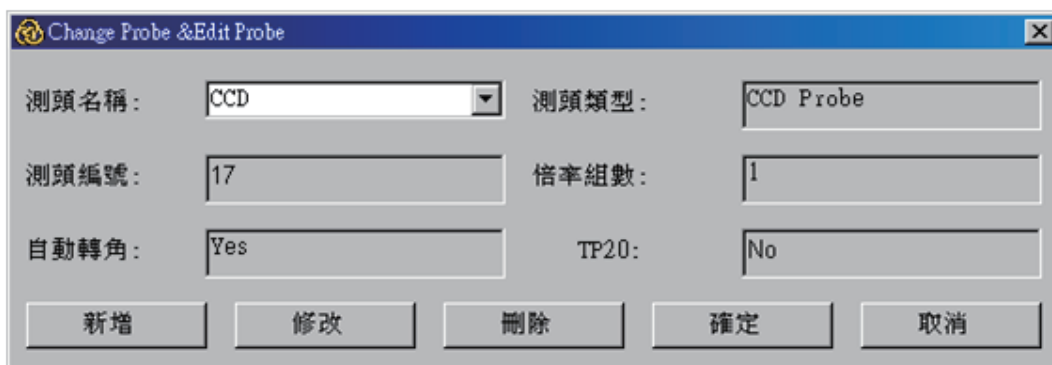 Change Probe &Edit Probe
測頭名稱: CCD 測頭類型: CCD Probe
測頭編號: 17 倍率組數: 1
自動轉角: Yes TP20: No
新增 修改 刪除 確定 取消